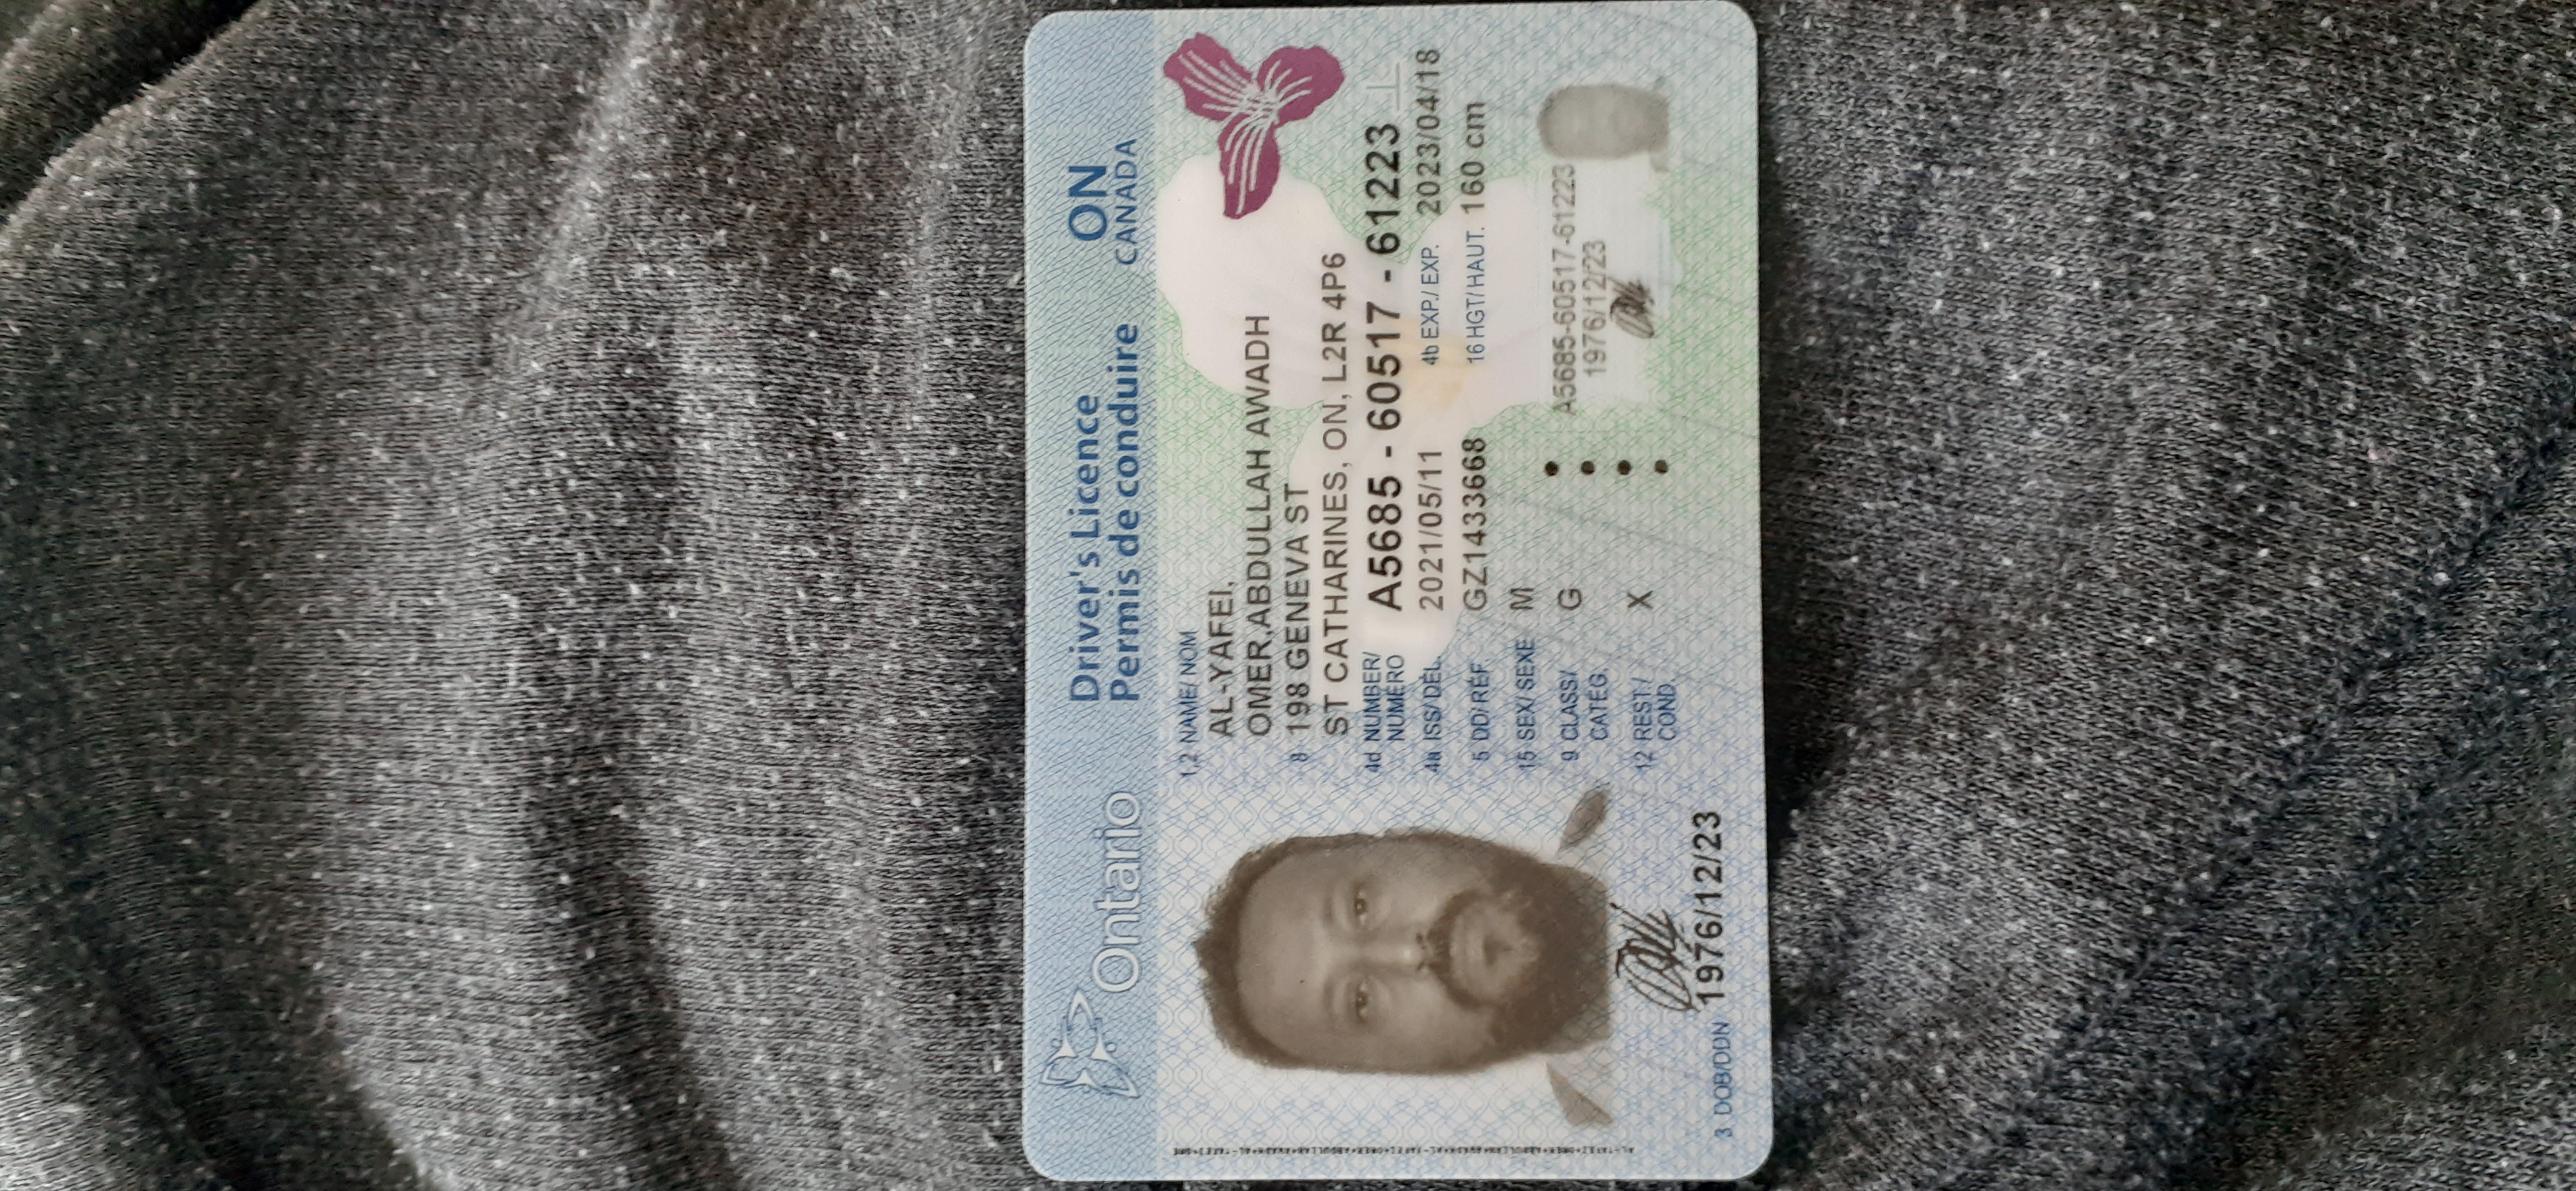 Ontario
Driver's Licence
Permis de conduire
ON
CANADA
1,2 NAME/ NOM
AL-YAFEI,
OMER,ABDULLAH AWADH
8 198 GENEVA ST
ST CATHARINES, ON, L2R 4P6
4d NUMBER/
NUMÉRO A5685 - 60517 - 61223
4a ISS/DÉL. 2021/05/11 4b EXP./ EXP. 2023/04/18
5 DD/RÉF. GZ1433668 16 HGT/HAUT. 160 cm
15 SEX/ SEXE M
9 CLASS/
CATÉG. G
12 REST./
COND. X
A5685-60517-61223
1976/12/23
3 DOB/DDN 1976/12/23